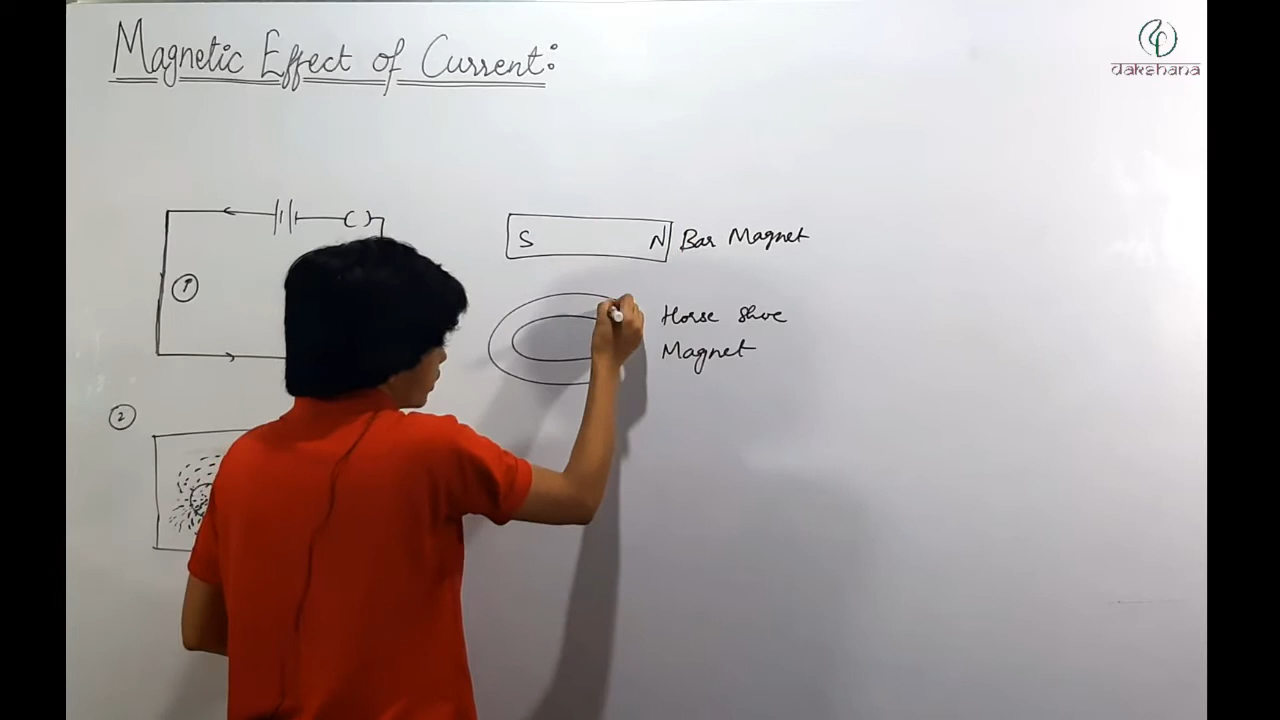 Magnetic Effect of Current:
dakshana
S N Bar Magnet
1
Horse Shoe
Magnet
2